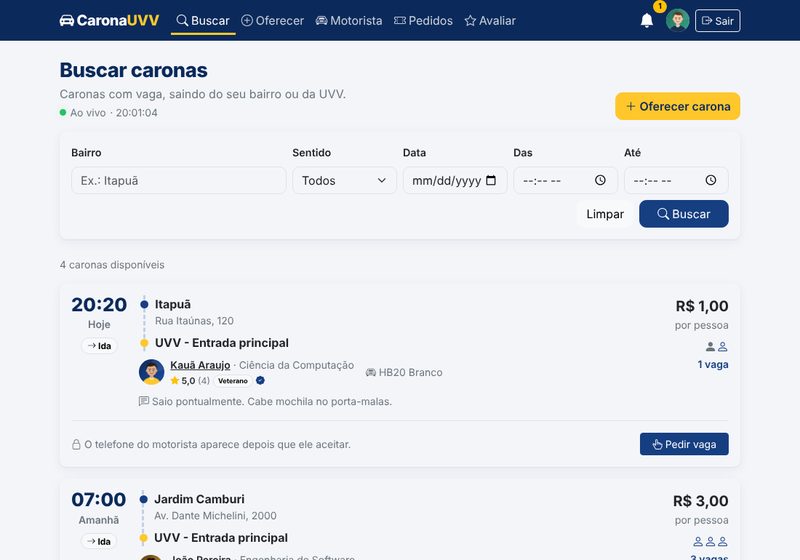 CaronaUVV Buscar Oferecer Motorista Pedidos Avaliar 1 Sair
Buscar caronas
Caronas com vaga, saindo do seu bairro ou da UVV.
Ao vivo · 20:01:04
+ Oferecer carona
Bairro Sentido Data Das Até
Ex.: Itapuã Todos mm/dd/yyyy --:-- -- --:-- --
Limpar Buscar
4 caronas disponíveis
20:20 Itapuã R$ 1,00
Hoje Rua Itaúnas, 120 por pessoa
→ Ida UVV - Entrada principal
Kauã Araujo · Ciência da Computação HB20 Branco 1 vaga
5,0 (4) Veterano
Saio pontualmente. Cabe mochila no porta-malas.
O telefone do motorista aparece depois que ele aceitar. Pedir vaga
07:00 Jardim Camburi R$ 3,00
Amanhã Av. Dante Michelini, 2000 por pessoa
→ Ida UVV - Entrada principal
João Pereira · Engenharia de Software 3 vagas